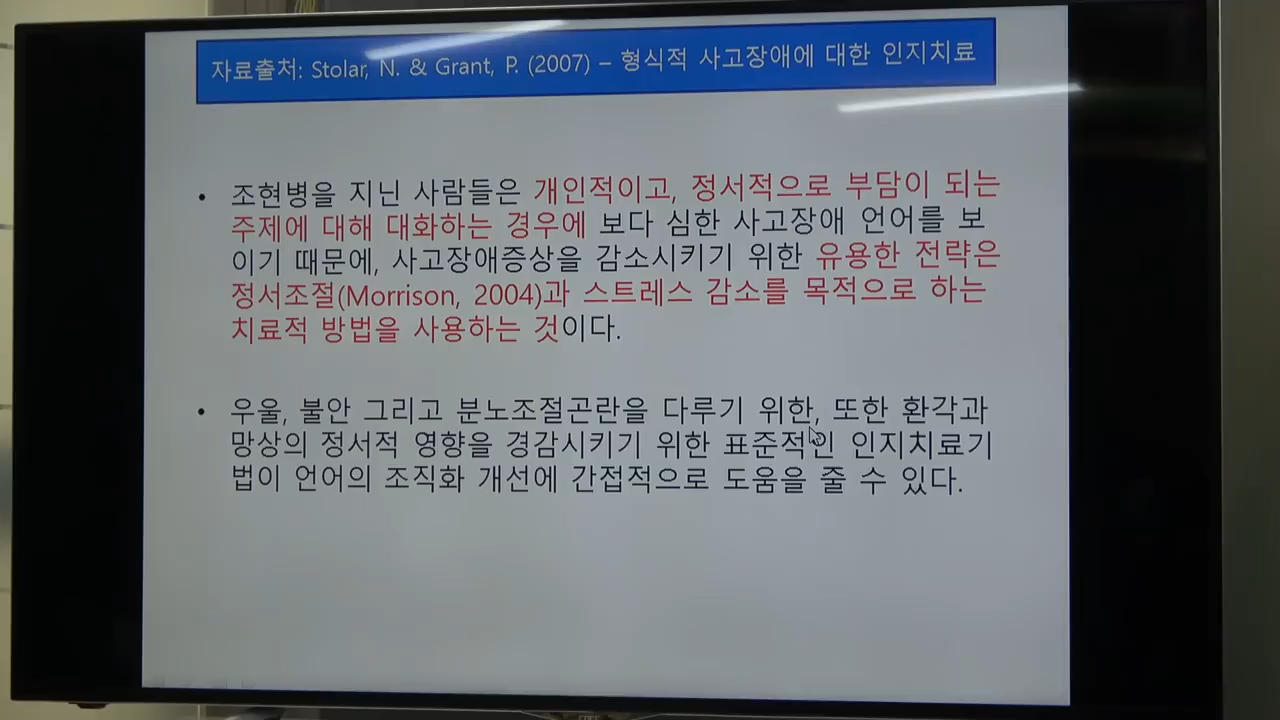 자료출처: Stolar, N. & Grant, P. (2007) – 형식적 사고장애에 대한 인지치료
• 조현병을 지닌 사람들은 개인적이고, 정서적으로 부담이 되는
주제에 대해 대화하는 경우에 보다 심한 사고장애 언어를 보
이기 때문에, 사고장애증상을 감소시키기 위한 유용한 전략은
정서조절(Morrison, 2004)과 스트레스 감소를 목적으로 하는
치료적 방법을 사용하는 것이다.
• 우울, 불안 그리고 분노조절곤란을 다루기 위한, 또한 환각과
망상의 정서적 영향을 경감시키기 위한 표준적인 인지치료기
법이 언어의 조직화 개선에 간접적으로 도움을 줄 수 있다.